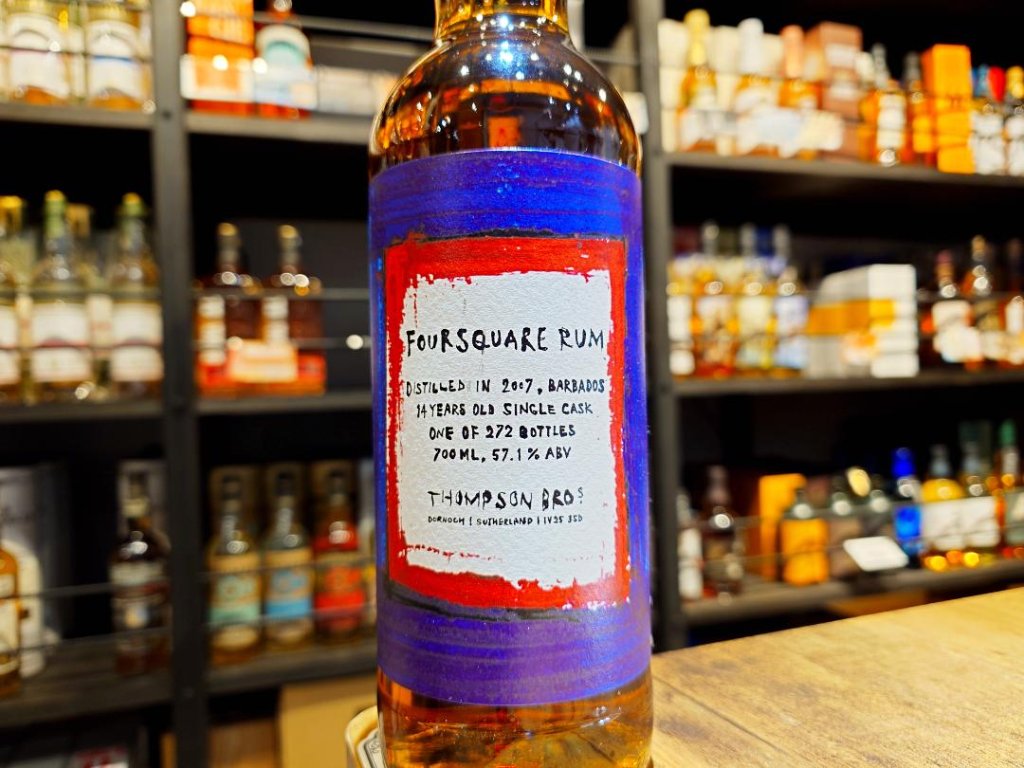 FOURSQUARE RUM
DISTILLED IN 2007, BARBADOS
14 YEARS OLD SINGLE CASK
ONE OF 272 BOTTLES
700 ML, 57.1% ABV
THOMPSON BROS
DORNOCH | SUTHERLAND | IV25 3SD